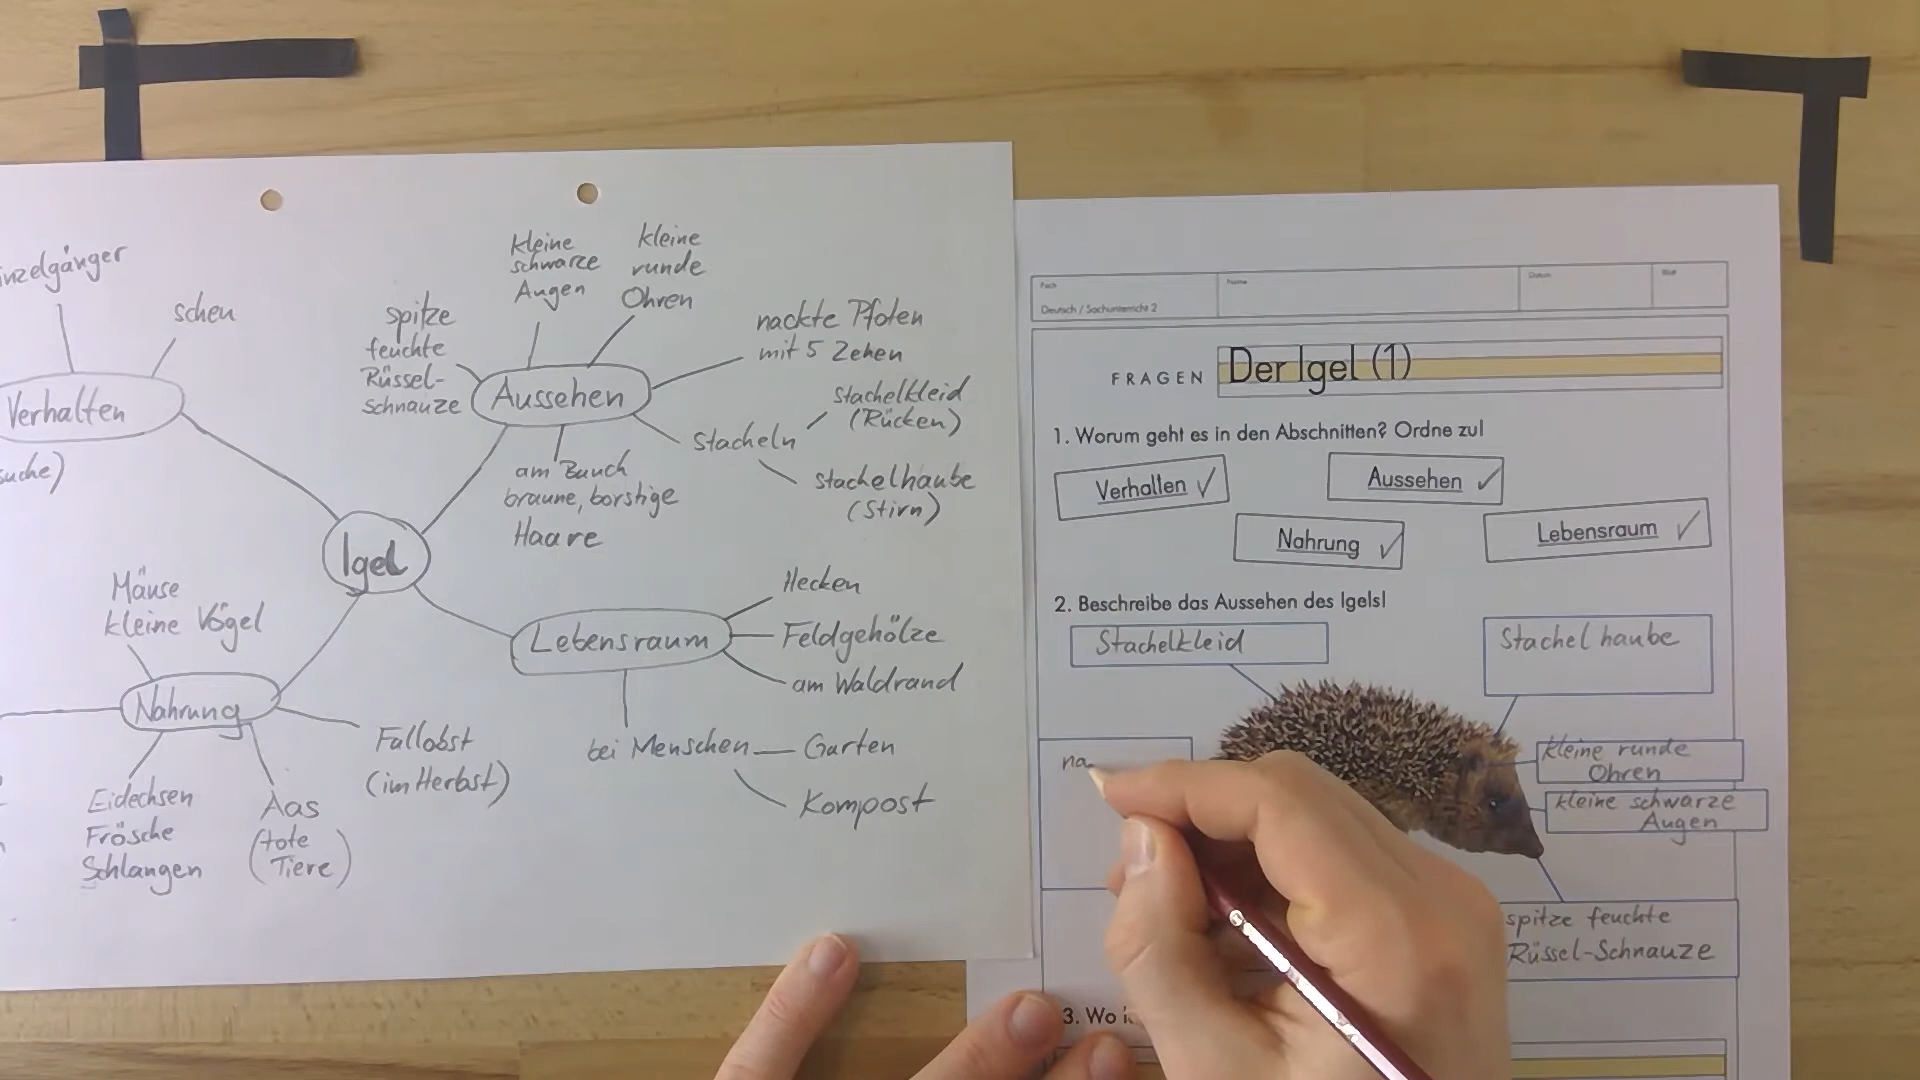 scheu
Verhalten
spitze
feuchte
Rüssel-
schnauze
kleine
schwarze
Augen
kleine
runde
Ohren
Aussehen
nackte Pfoten
mit 5 Zehen
Stacheln
Stachelkleid
(Rücken)
Stachelhaube
(Stirn)
am Bauch
braune, borstige
Haare
Igel
Mäuse
kleine Vögel
Nahrung
Fallobst
(im Herbst)
Eidechsen
Frösche
Schlangen
Aas
(tote
Tiere)
Lebensraum
Hecken
Feldgehölze
am Waldrand
bei Menschen
Garten
Kompost
Fach
Deutsch / Sachunterricht 2
Name
Datum
Blatt
FRAGEN
Der Igel (1)
1. Worum geht es in den Abschnitten? Ordne zu!
Verhalten ✓
Aussehen ✓
Nahrung ✓
Lebensraum ✓
2. Beschreibe das Aussehen des Igels!
Stachelkleid
Stachelhaube
na
kleine runde
Ohren
kleine schwarze
Augen
spitze feuchte
Rüssel-Schnauze
3. Wo